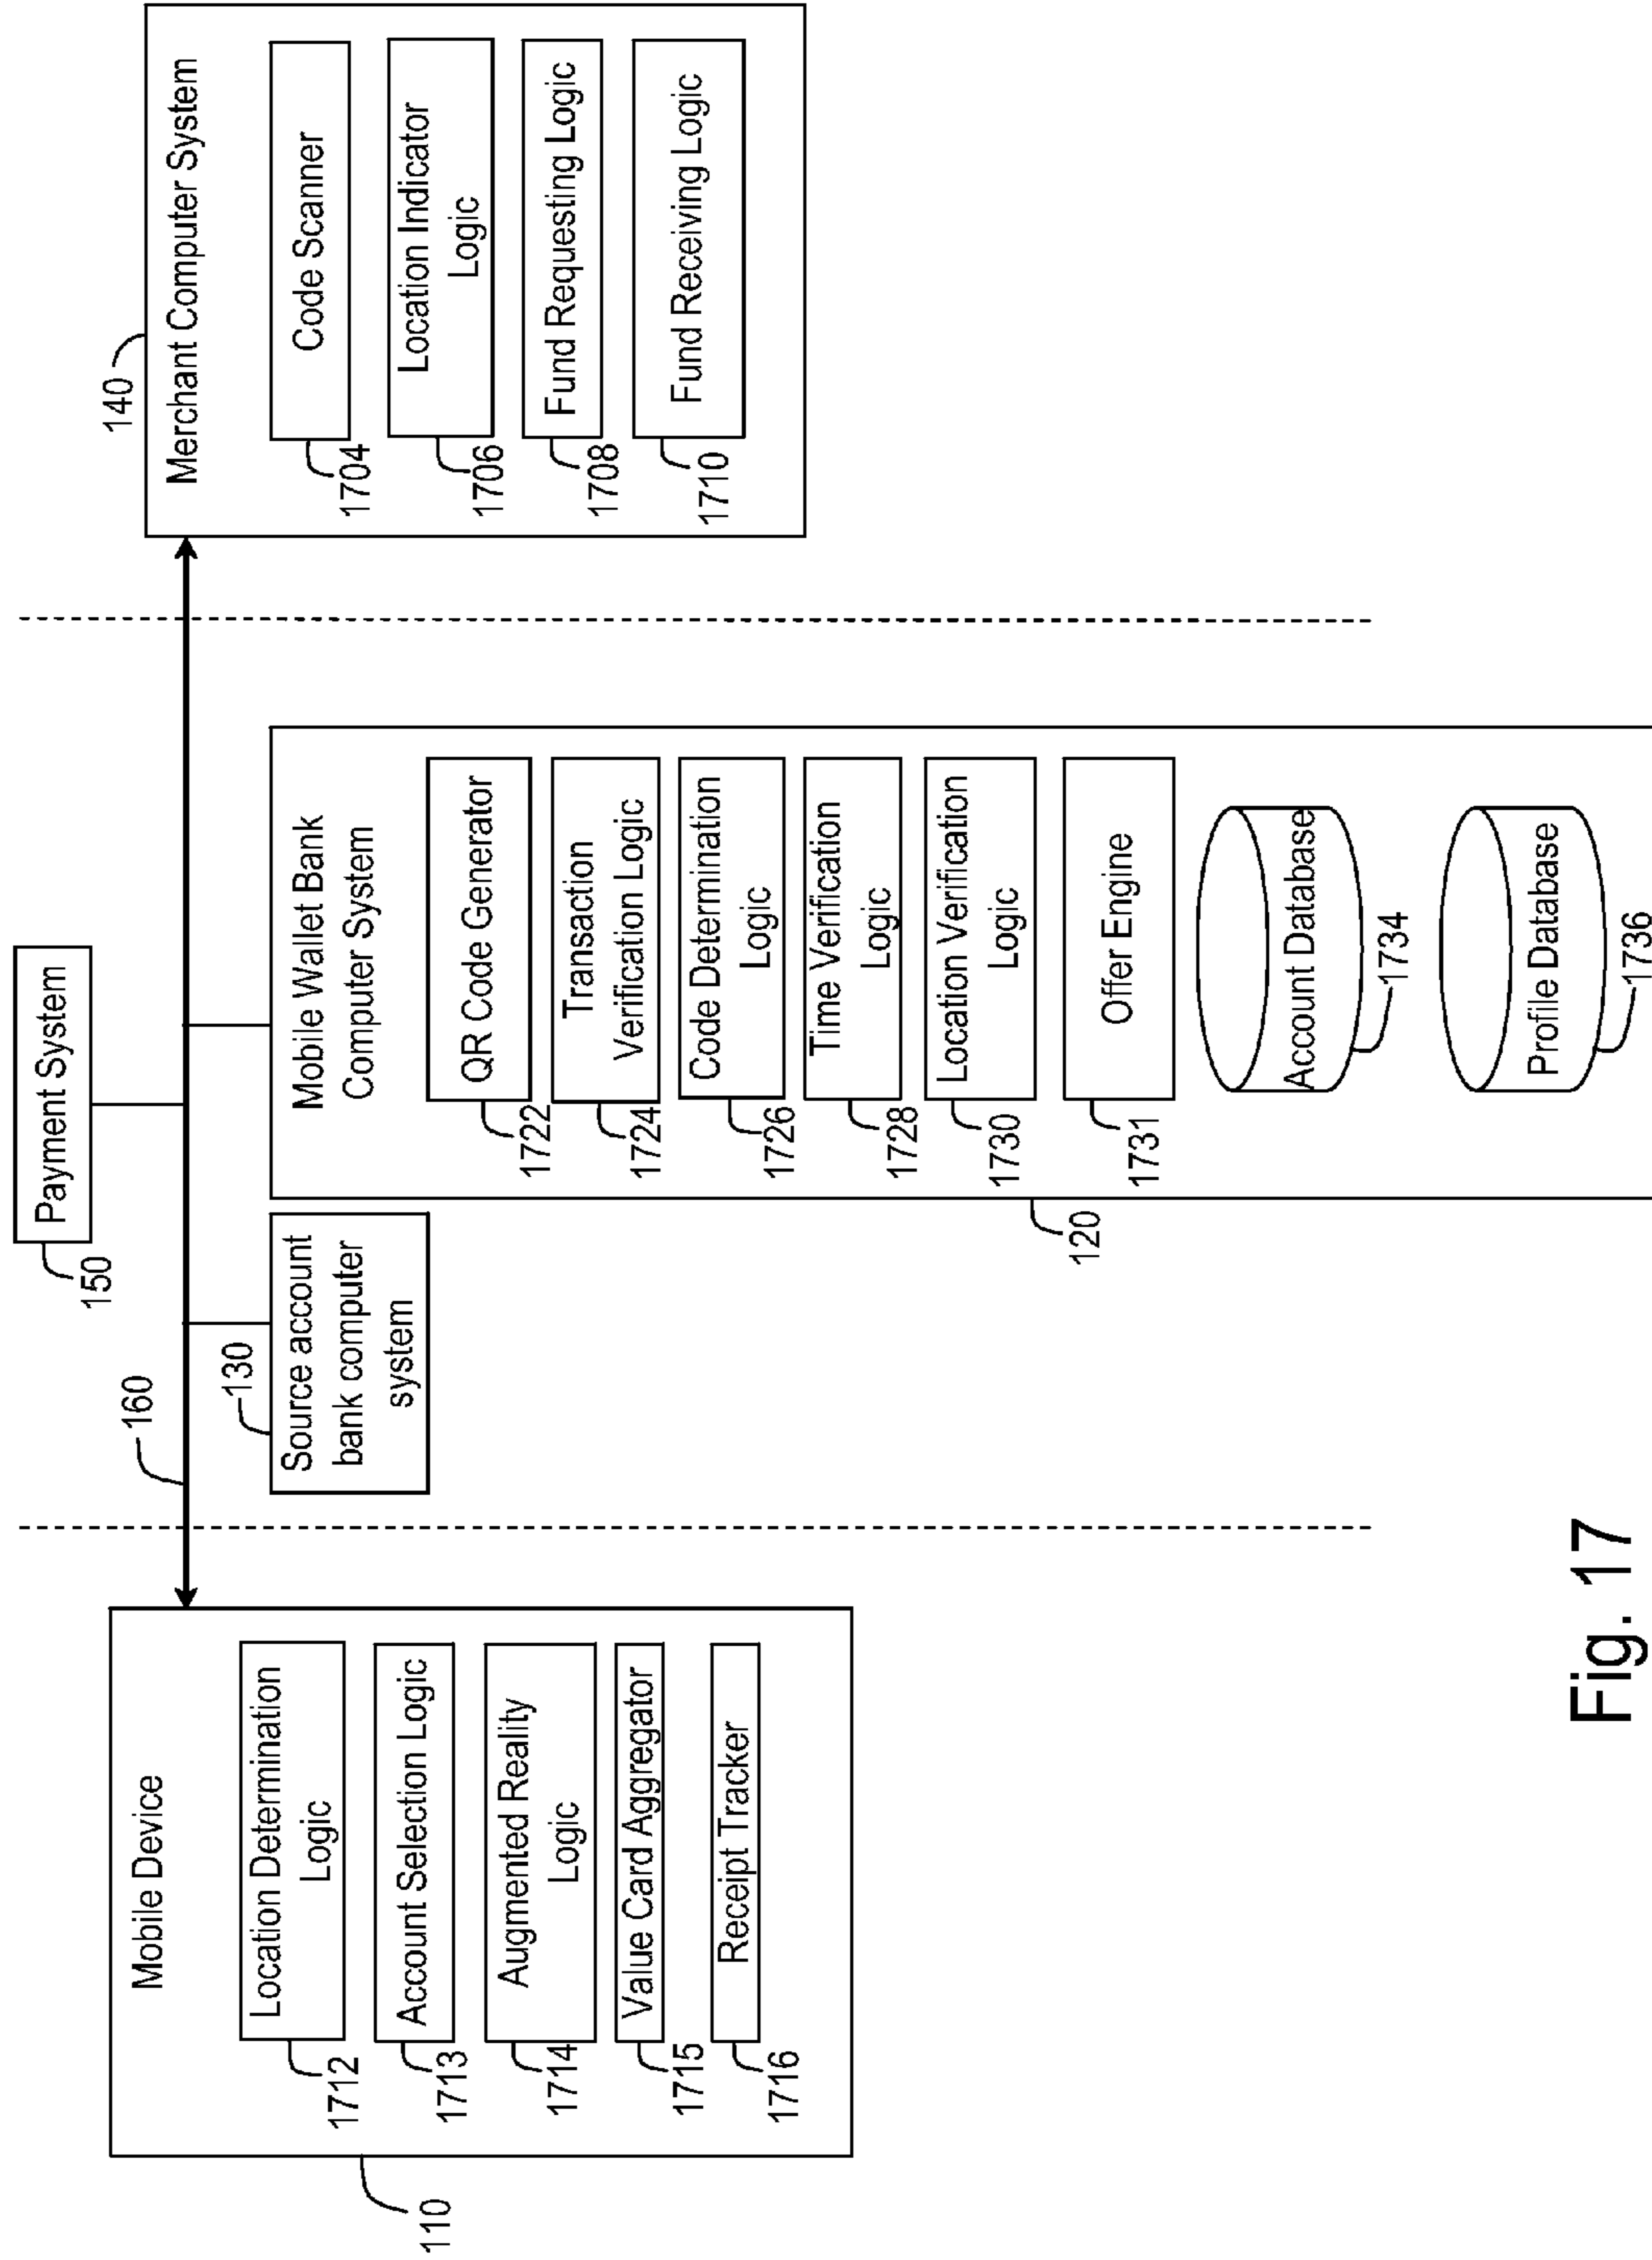 Payment System
150
160
Mobile Device
110
Location Determination
Logic
1712
Account Selection Logic
1713
Augmented Reality
Logic
1714
Value Card Aggregator
1715
Receipt Tracker
1716
130
Source account
bank computer
system
Mobile Wallet Bank
Computer System
QR Code Generator
1722
Transaction
Verification Logic
1724
Code Determination
Logic
1726
Time Verification
Logic
1728
Location Verification
Logic
1730
Offer Engine
1731
120
Account Database
1734
Profile Database
1736
140
Merchant Computer System
Code Scanner
1704
Location Indicator
Logic
1706
Fund Requesting Logic
1708
Fund Receiving Logic
1710
Fig. 17